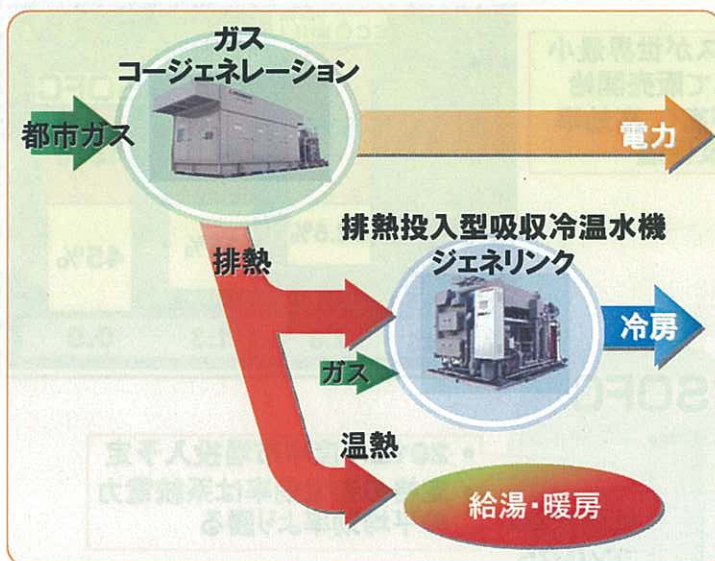 ガス
コージェネレーション
都市ガス
電力
排熱投入型吸収冷温水機
ジェネリンク
排熱
冷房
ガス
温熱
給湯・暖房